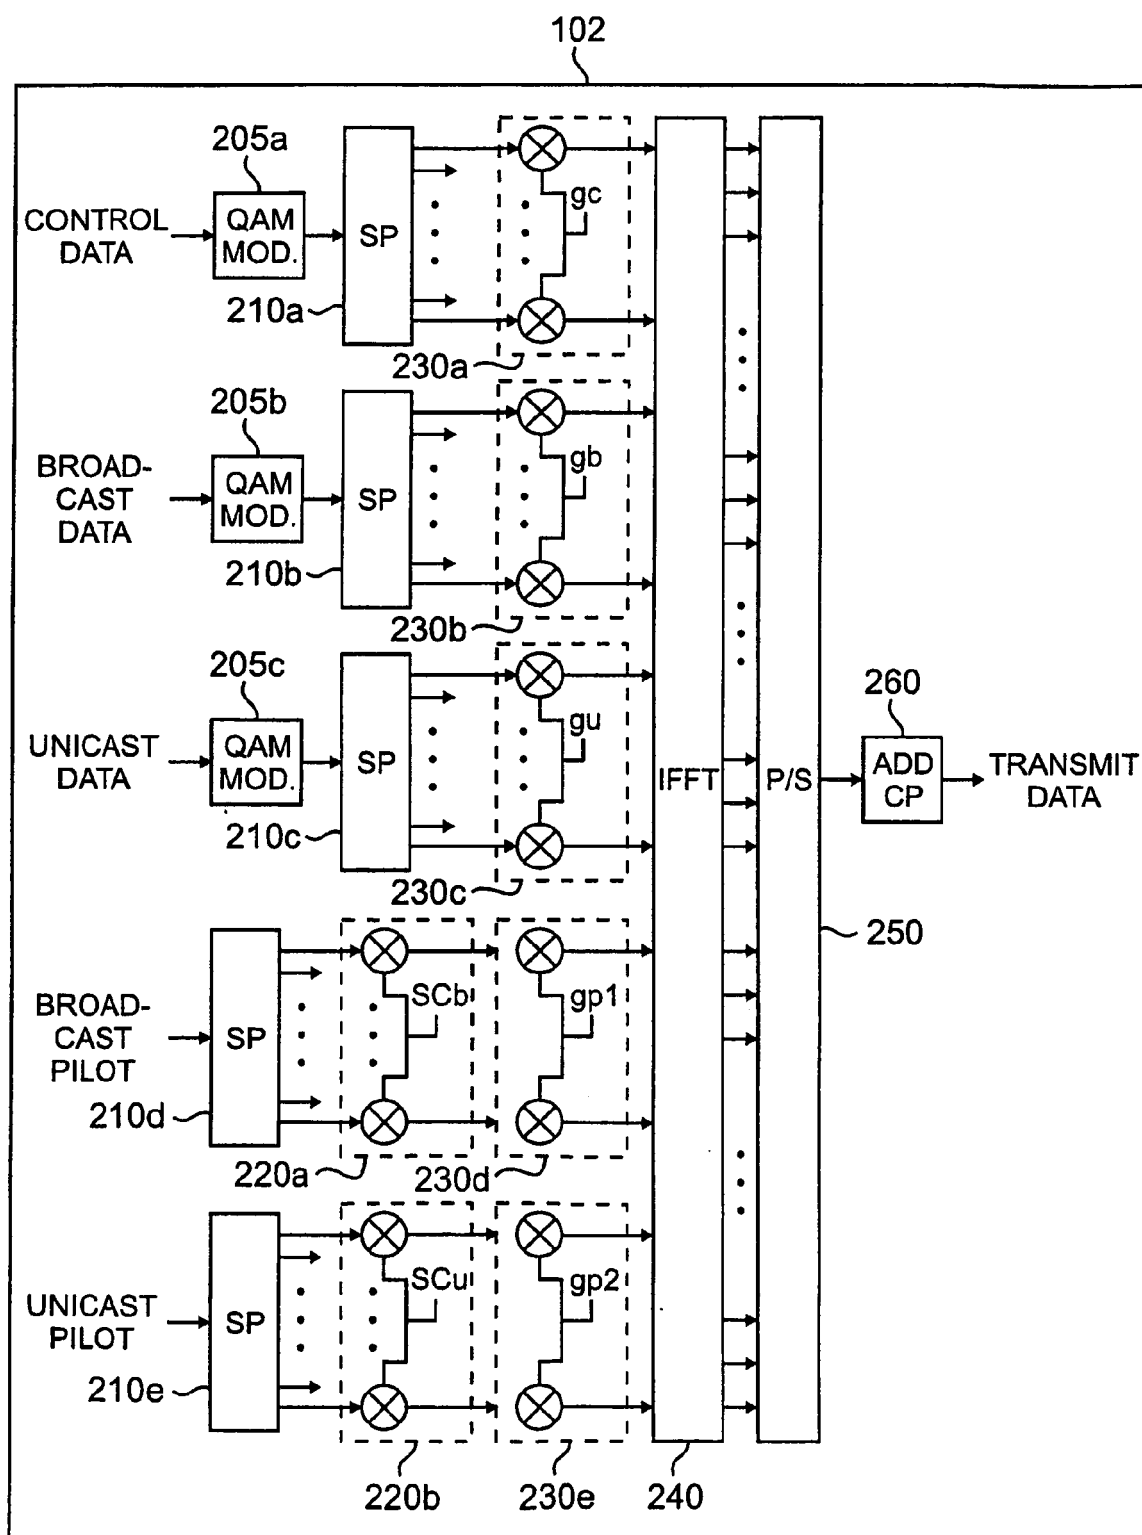 102
205a
CONTROL
DATA
QAM
MOD.
SP
gc
210a
230a
205b
BROAD-
CAST
DATA
QAM
MOD.
SP
gb
210b
230b
205c
UNICAST
DATA
QAM
MOD.
SP
gu
210c
230c
IFFT
P/S
260
ADD
CP
TRANSMIT
DATA
250
BROAD-
CAST
PILOT
SP
SCb
gp1
210d
220a
230d
UNICAST
PILOT
SP
SCu
gp2
210e
220b
230e
240